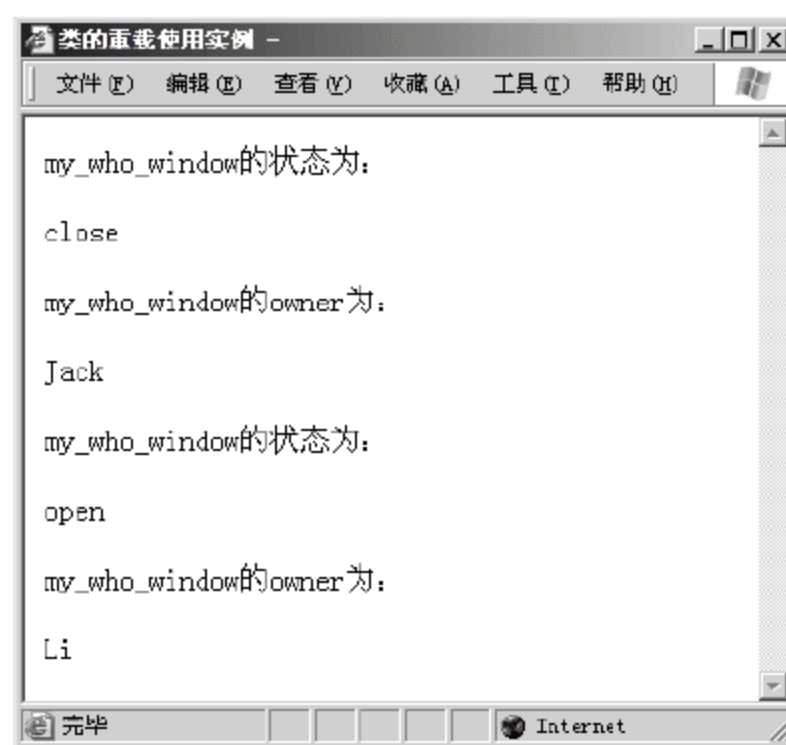 类的重载使用实例 -
文件(F) 编辑(E) 查看(V) 收藏(A) 工具(T) 帮助(H)
my_who_window的状态为:
close
my_who_window的owner为:
Jack
my_who_window的状态为:
open
my_who_window的owner为:
Li
完毕 Internet